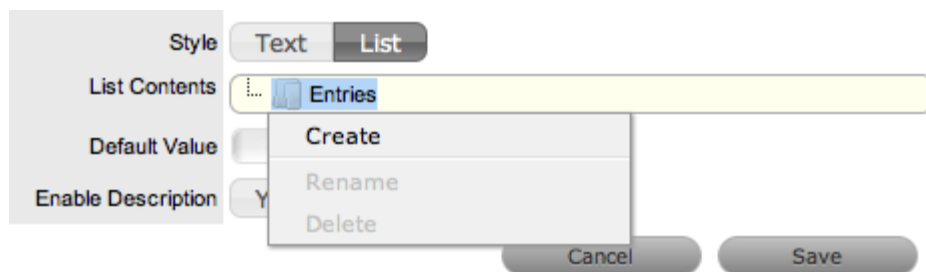 Style Text List
List Contents Entries
Create
Default Value
Rename
Enable Description Y
Delete
Cancel Save